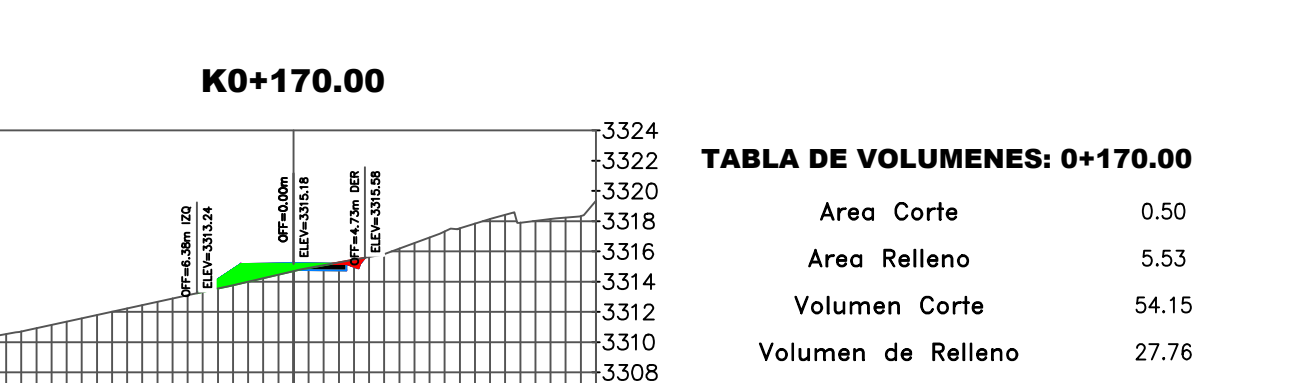 K0+170.00
3324
3322
3320
3318
3316
3314
3312
3310
3308
OFF=6.38m IZQ
ELEV=3313.24
OFF=0.00m
ELEV=3315.18
OFF=4.73m DER
ELEV=3315.58
TABLA DE VOLUMENES: 0+170.00
Area Corte 0.50
Area Relleno 5.53
Volumen Corte 54.15
Volumen de Relleno 27.76